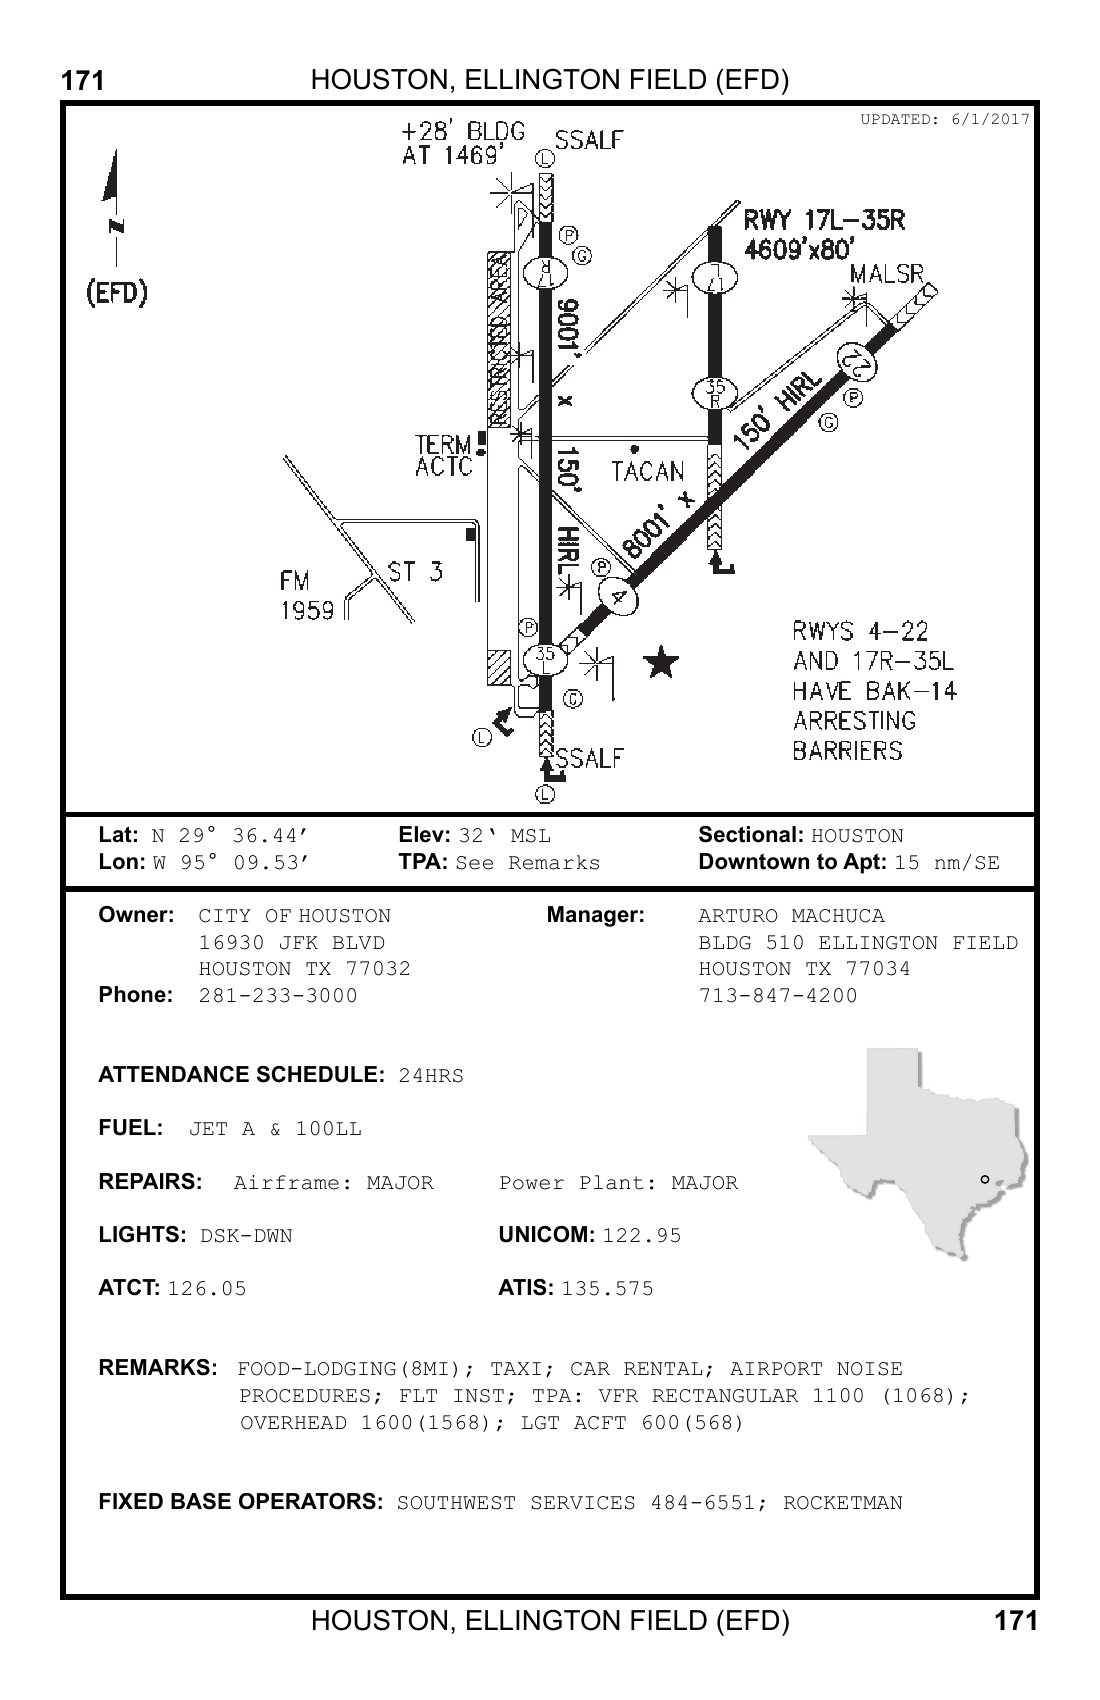 171 HOUSTON, ELLINGTON FIELD (EFD)
UPDATED: 6/1/2017
+28' BLDG
AT 1469'
SSALF
L
N
(EFD)
P
G
RWY 17L-35R
4609'x80'
MALSR
17
R
17
L
RESTRICTED AREA
9001' x 150' HIRL
22
35
R
P
G
8001' x 150' HIRL
TERM
ACTC
TACAN
ST 3
FM
1959
P
4
P
35
L
G
L
RWYS 4-22
AND 17R-35L
HAVE BAK-14
ARRESTING
BARRIERS
SSALF
L
Lat: N 29° 36.44′ Elev: 32‘ MSL Sectional: HOUSTON
Lon: W 95° 09.53′ TPA: See Remarks Downtown to Apt: 15 nm/SE
Owner: CITY OF HOUSTON Manager: ARTURO MACHUCA
16930 JFK BLVD BLDG 510 ELLINGTON FIELD
HOUSTON TX 77032 HOUSTON TX 77034
Phone: 281-233-3000 713-847-4200
ATTENDANCE SCHEDULE: 24HRS
FUEL: JET A & 100LL
REPAIRS: Airframe: MAJOR Power Plant: MAJOR
LIGHTS: DSK-DWN UNICOM: 122.95
ATCT: 126.05 ATIS: 135.575
REMARKS: FOOD-LODGING(8MI); TAXI; CAR RENTAL; AIRPORT NOISE
PROCEDURES; FLT INST; TPA: VFR RECTANGULAR 1100 (1068);
OVERHEAD 1600(1568); LGT ACFT 600(568)
FIXED BASE OPERATORS: SOUTHWEST SERVICES 484-6551; ROCKETMAN
HOUSTON, ELLINGTON FIELD (EFD) 171